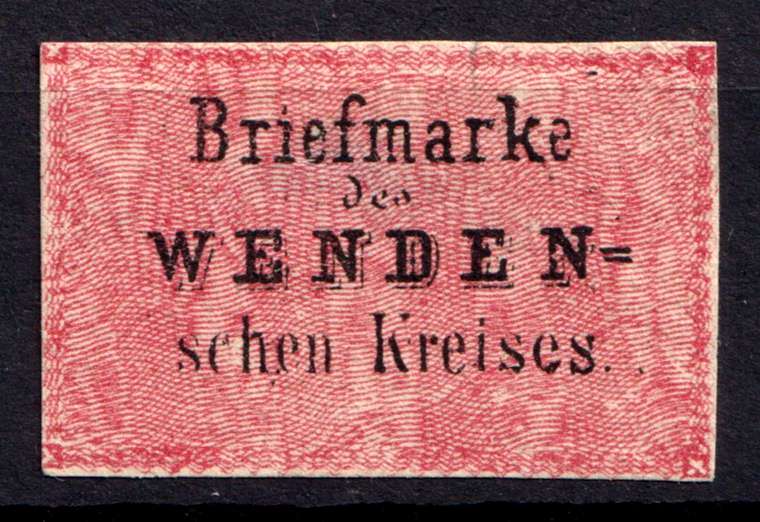 Briefmarke
des
WENDEN=
schen Kreises.